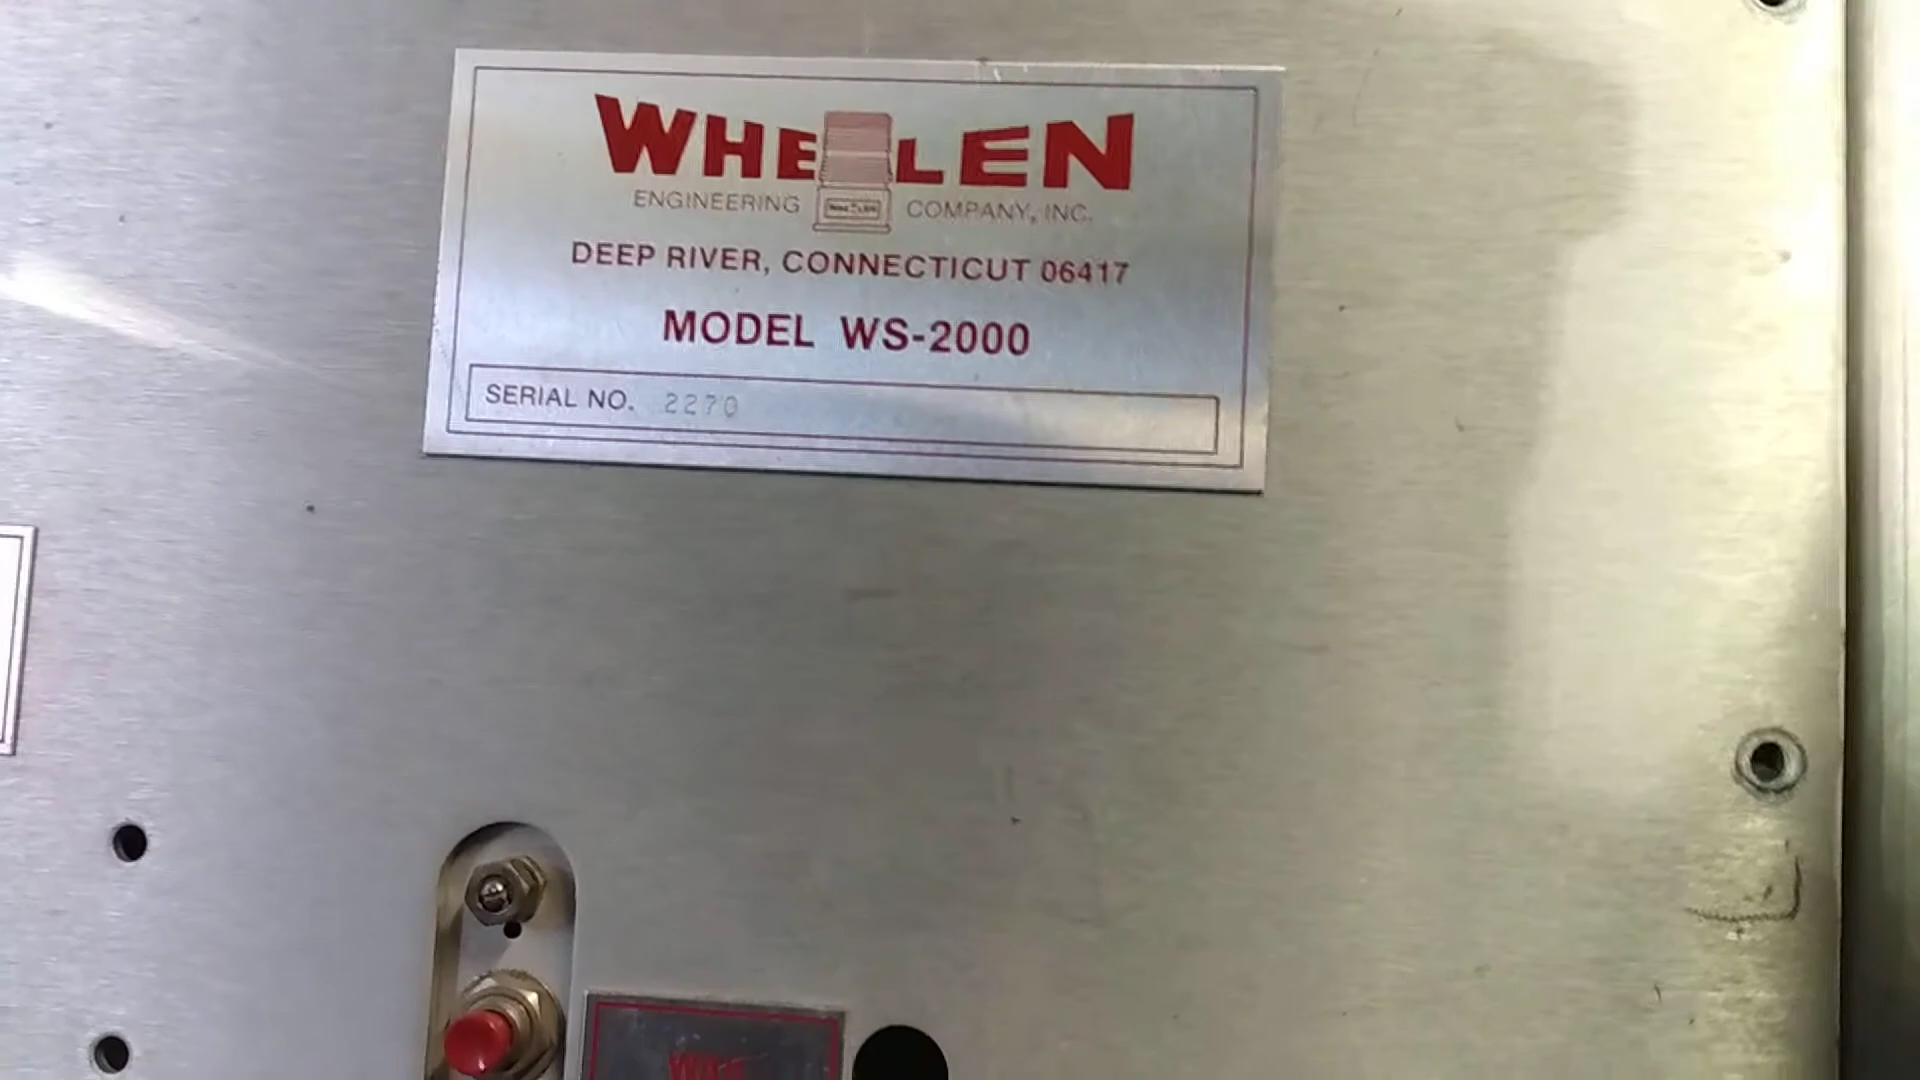 WHELEN
ENGINEERING COMPANY, INC.
DEEP RIVER, CONNECTICUT 06417
MODEL WS-2000
SERIAL NO. 2270